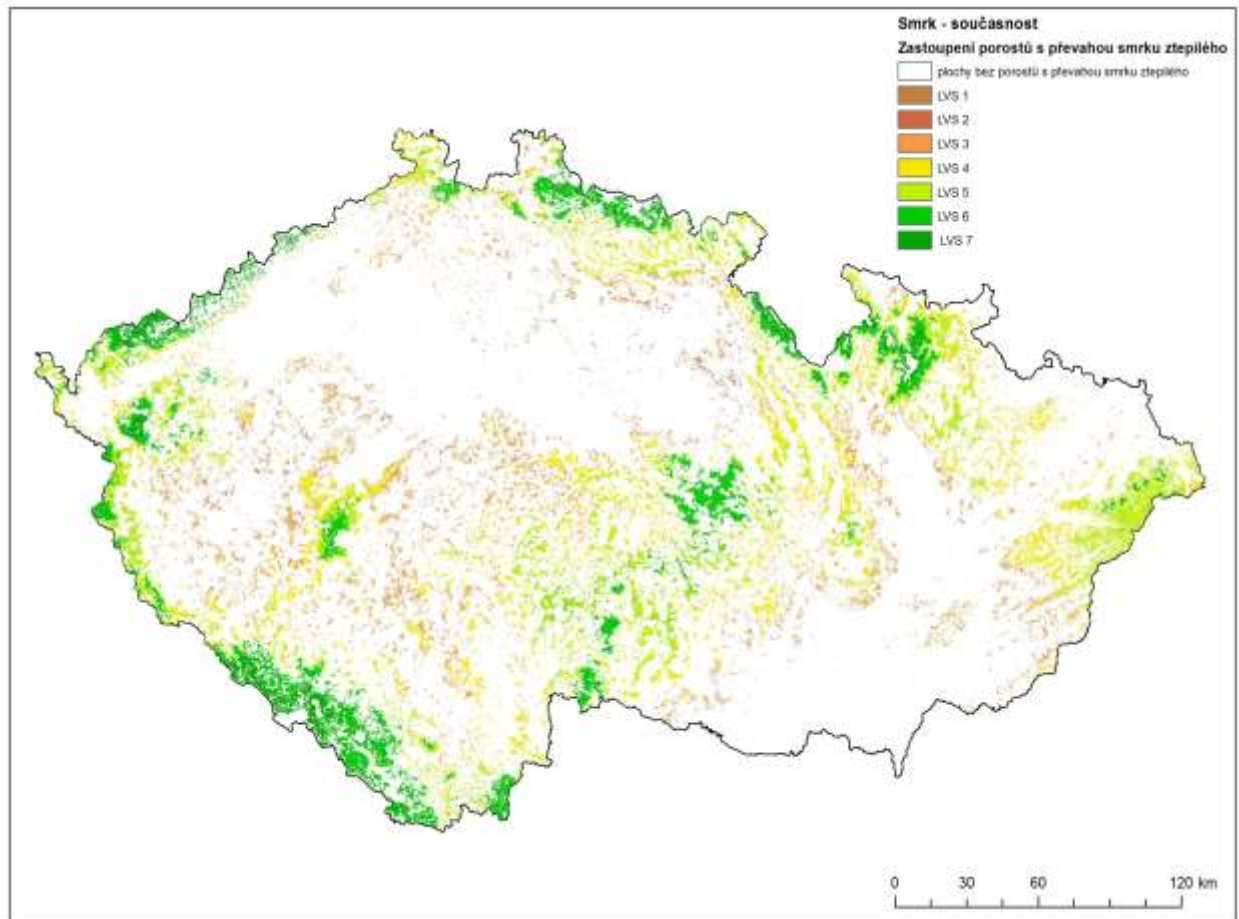 Smrk - současnost
Zastoupení porostů s převahou smrku ztepilého
plochy bez porostů s převahou smrku ztepilého
LVS 1
LVS 2
LVS 3
LVS 4
LVS 5
LVS 6
LVS 7
0 30 60 120 km